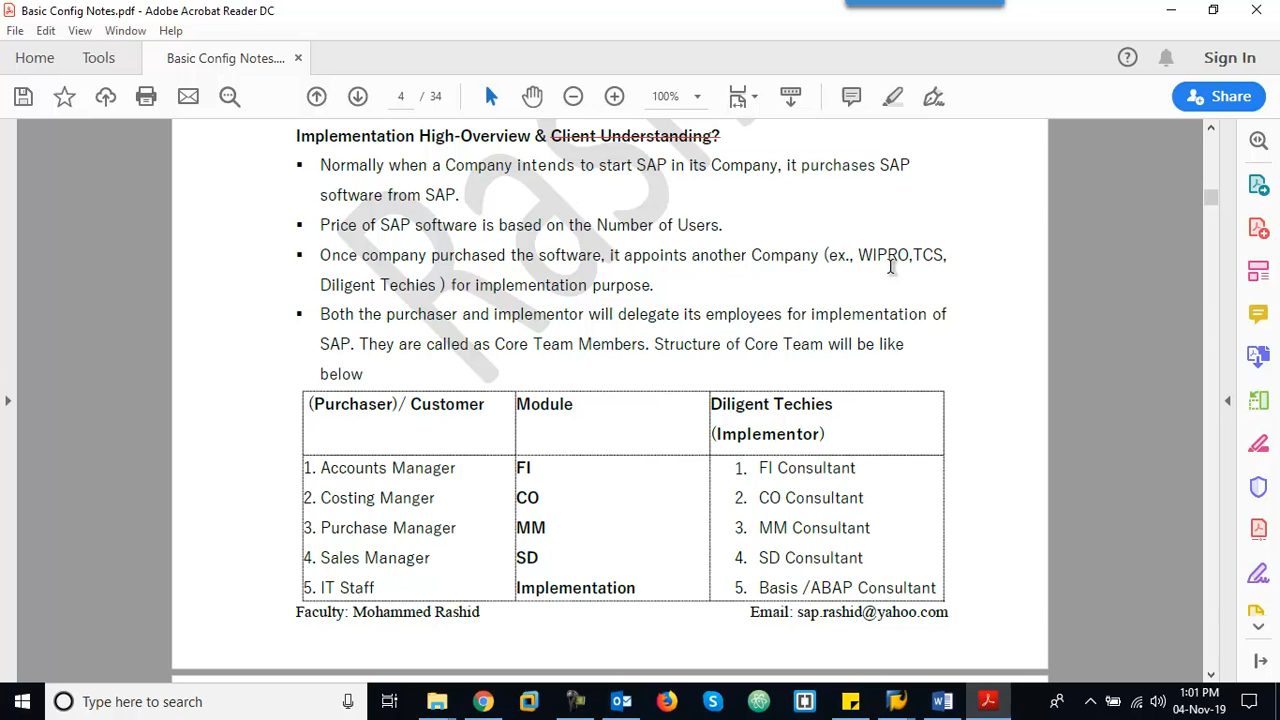 Basic Config Notes.pdf - Adobe Acrobat Reader DC
File Edit View Window Help
Home Tools Basic Config Notes.... Sign In
4 / 34 100% Share
Implementation High-Overview & Client Understanding?
▪ Normally when a Company intends to start SAP in its Company, it purchases SAP
software from SAP.
▪ Price of SAP software is based on the Number of Users.
▪ Once company purchased the software, it appoints another Company (ex., WIPRO,TCS,
Diligent Techies ) for implementation purpose.
▪ Both the purchaser and implementor will delegate its employees for implementation of
SAP. They are called as Core Team Members. Structure of Core Team will be like
below
(Purchaser)/ Customer Module Diligent Techies
(Implementor)
1. Accounts Manager FI 1. FI Consultant
2. Costing Manger CO 2. CO Consultant
3. Purchase Manager MM 3. MM Consultant
4. Sales Manager SD 4. SD Consultant
5. IT Staff Implementation 5. Basis /ABAP Consultant
Faculty: Mohammed Rashid Email: sap.rashid@yahoo.com
Type here to search
1:01 PM
04-Nov-19